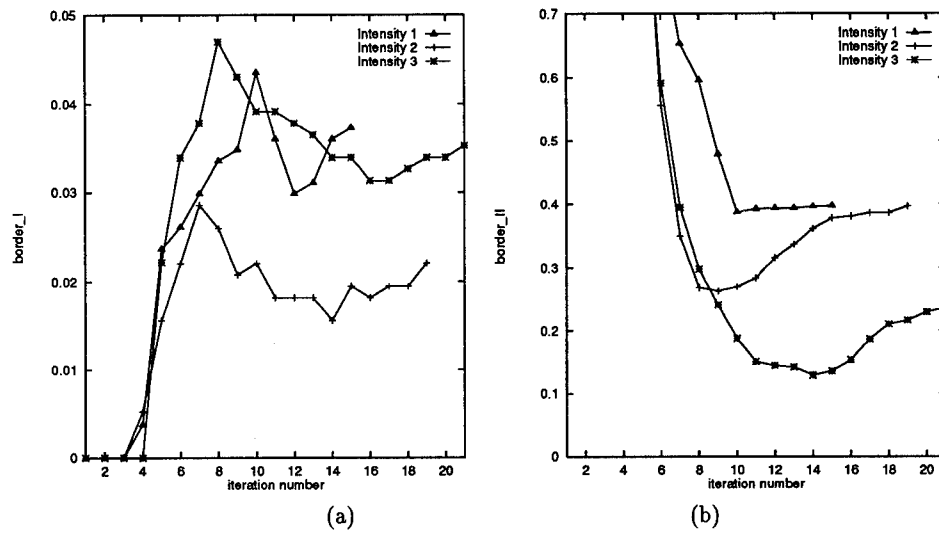 0.05
0.04
0.03
0.02
0.01
0
border_I
Intensity 1
Intensity 2
Intensity 3
2 4 6 8 10 12 14 16 18 20
iteration number
(a)
0.7
0.6
0.5
0.4
0.3
0.2
0.1
0
border_II
Intensity 1
Intensity 2
Intensity 3
2 4 6 8 10 12 14 16 18 20
iteration number
(b)